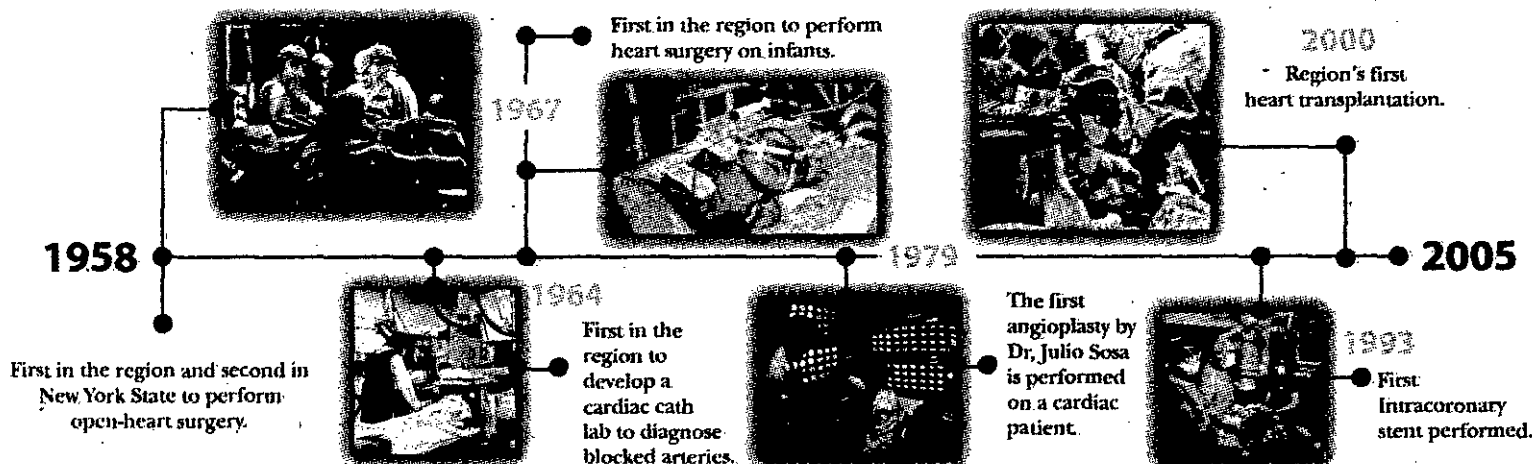 1958
First in the region and second in
New York State to perform
open-heart surgery.
1964
First in the
region to
develop a
cardiac cath
lab to diagnose
blocked arteries.
1967
First in the region to perform
heart surgery on infants.
1979
The first
angioplasty by
Dr. Julio Sosa
is performed
on a cardiac
patient.
1993
First
Intracoronary
stent performed.
2000
Region's first
heart transplantation.
2005